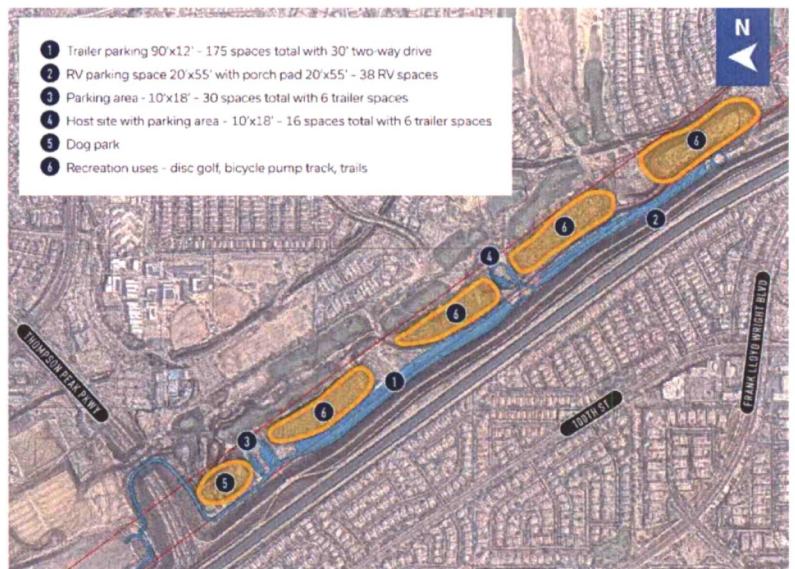 N
1 Trailer parking 90'x12' - 175 spaces total with 30' two-way drive
2 RV parking space 20'x55' with porch pad 20'x55' - 38 RV spaces
3 Parking area - 10'x18' - 30 spaces total with 6 trailer spaces
4 Host site with parking area - 10'x18' - 16 spaces total with 6 trailer spaces
5 Dog park
6 Recreation uses - disc golf, bicycle pump track, trails
6
2
6
4
6
1
6
3
5
THOMPSON PEAK PKWY
100TH ST
FRANK LLOYD WRIGHT BLVD